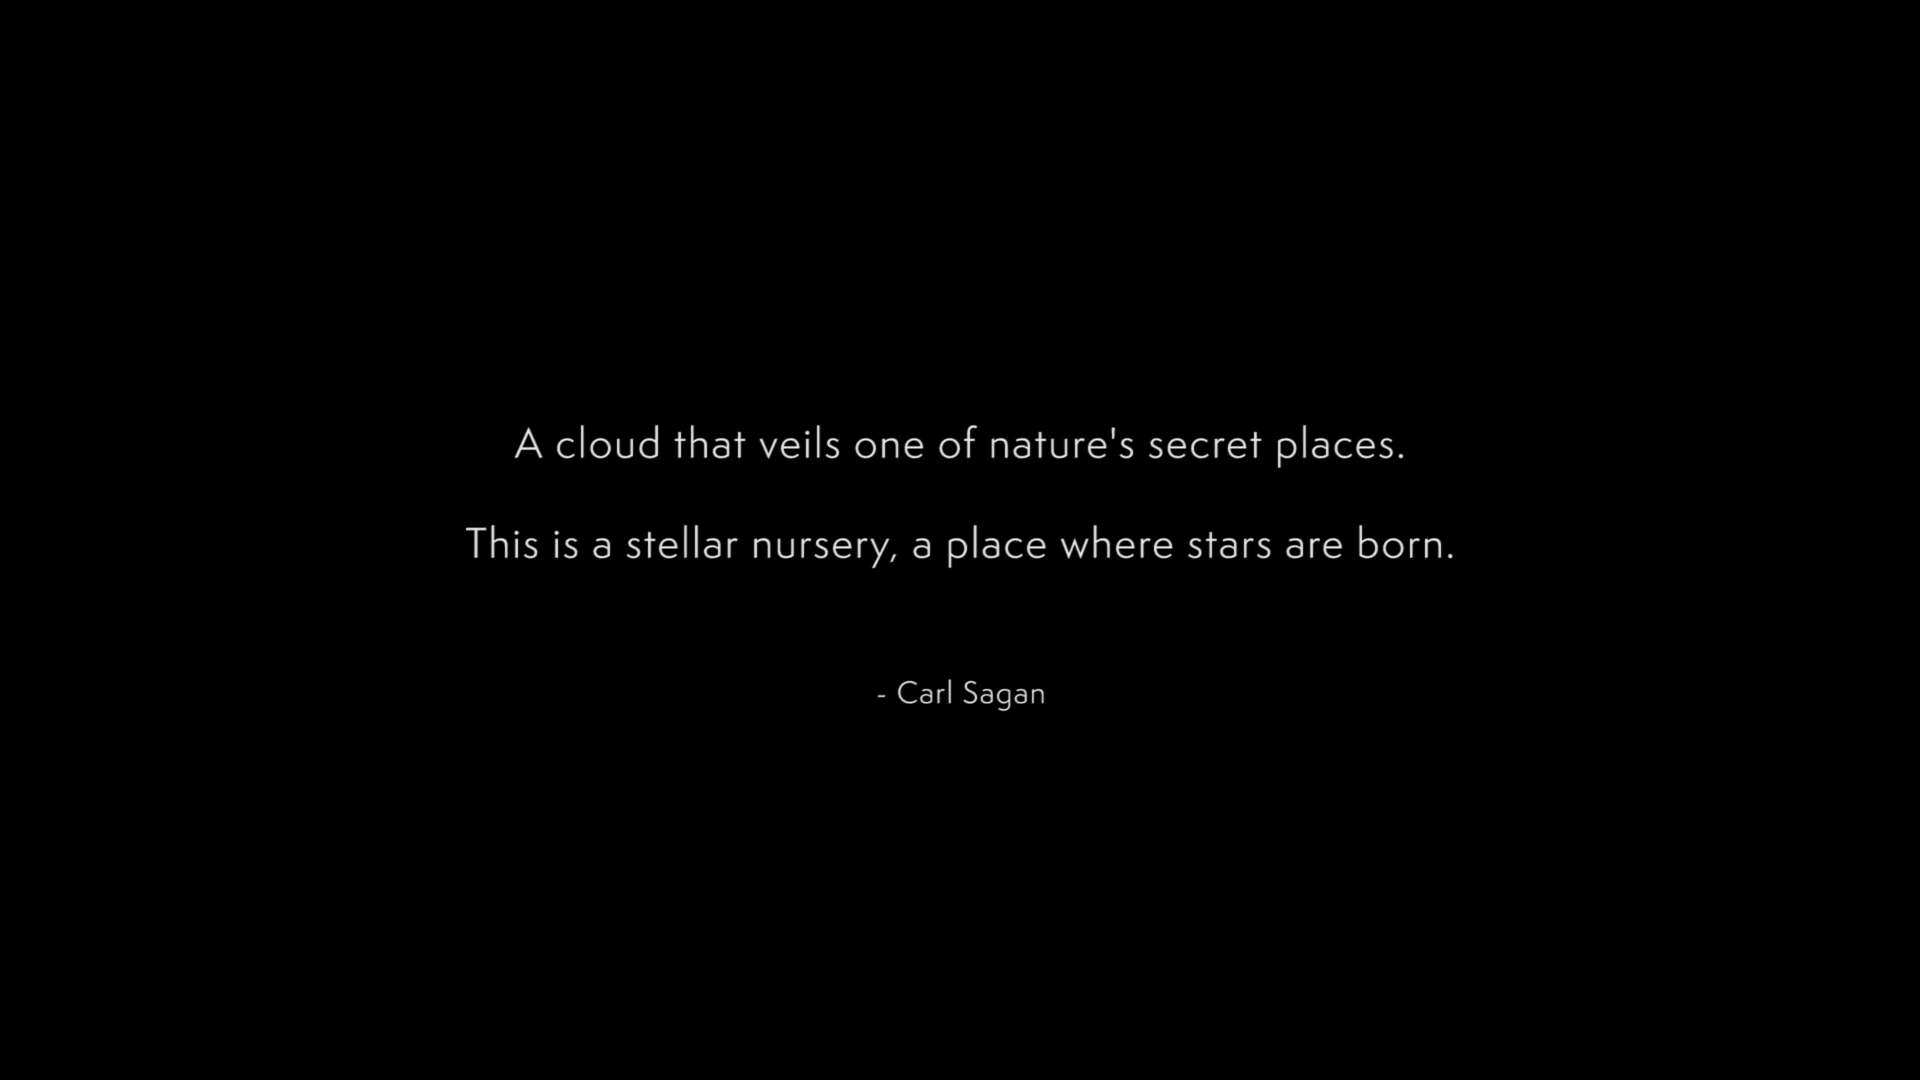 A cloud that veils one of nature's secret places.
This is a stellar nursery, a place where stars are born.
- Carl Sagan